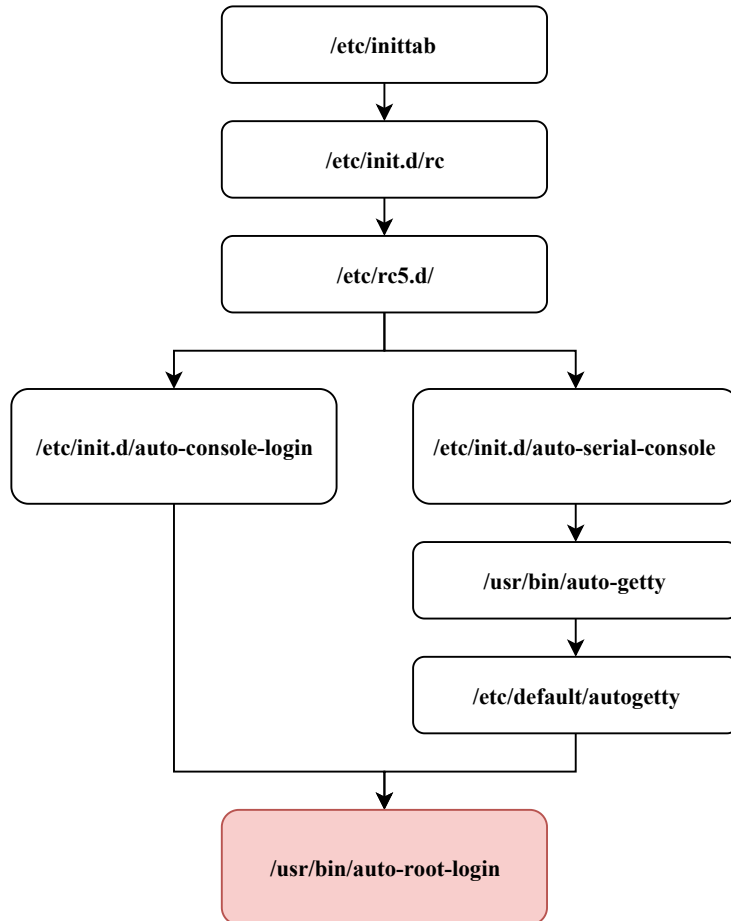 /etc/inittab
/etc/init.d/rc
/etc/rc5.d/
/etc/init.d/auto-console-login
/etc/init.d/auto-serial-console
/usr/bin/auto-getty
/etc/default/autogetty
/usr/bin/auto-root-login